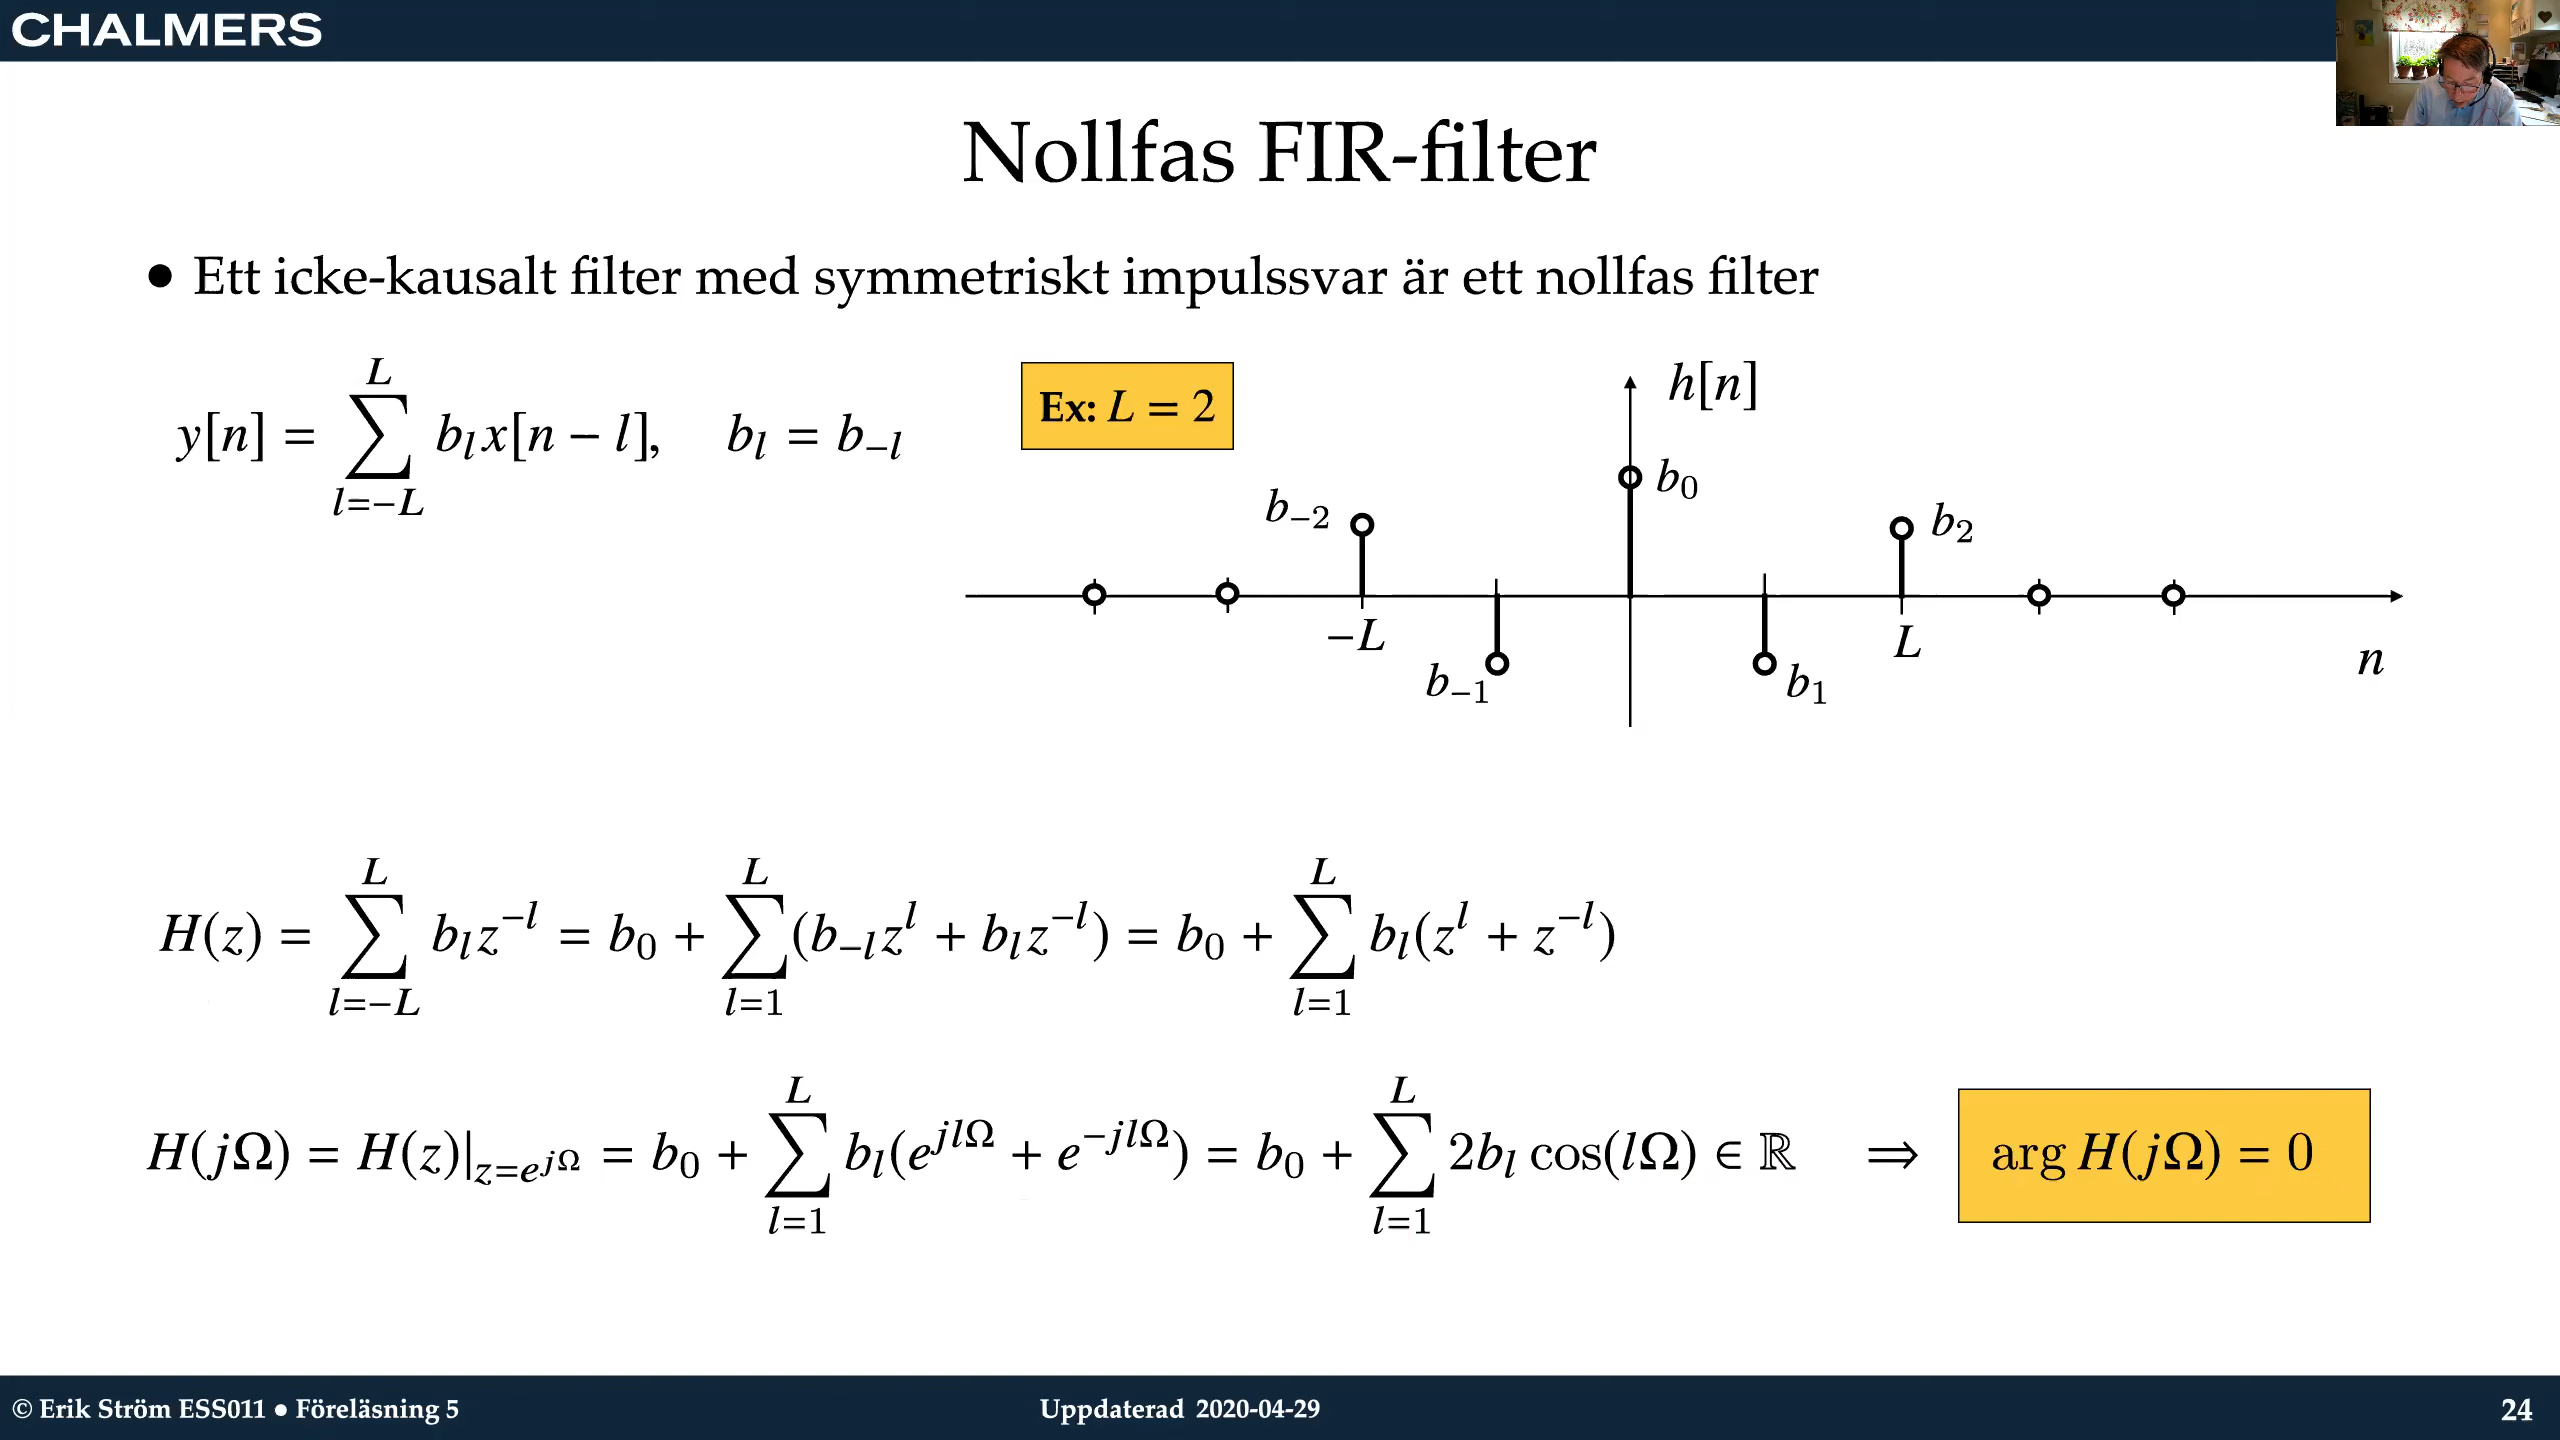 CHALMERS
Nollfas FIR-filter
• Ett icke-kausalt filter med symmetriskt impulssvar är ett nollfas filter
y[n] = ∑_{l=−L}^{L} b_l x[n − l],   b_l = b_{−l}
Ex: L = 2
h[n]
b_0
b_{−2}
b_2
−L
L
n
b_{−1}
b_1
H(z) = ∑_{l=−L}^{L} b_l z^{−l} = b_0 + ∑_{l=1}^{L} (b_{−l} z^l + b_l z^{−l}) = b_0 + ∑_{l=1}^{L} b_l (z^l + z^{−l})
H(jΩ) = H(z)|_{z=e^{jΩ}} = b_0 + ∑_{l=1}^{L} b_l (e^{jlΩ} + e^{−jlΩ}) = b_0 + ∑_{l=1}^{L} 2b_l cos(lΩ) ∈ ℝ ⇒ arg H(jΩ) = 0
© Erik Ström ESS011 • Föreläsning 5
Uppdaterad 2020-04-29
24